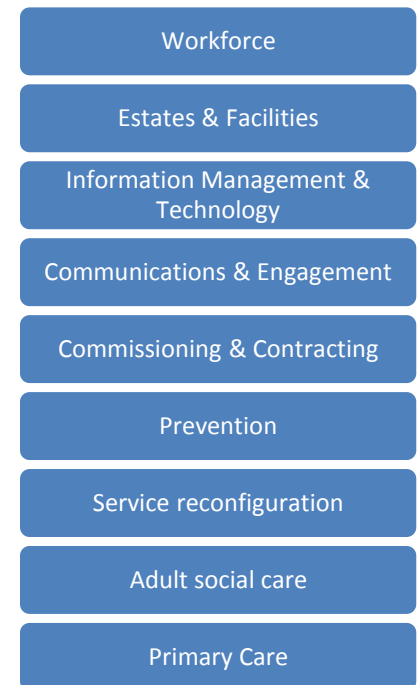 Workforce
Estates & Facilities
Information Management &
Technology
Communications & Engagement
Commissioning & Contracting
Prevention
Service reconfiguration
Adult social care
Primary Care